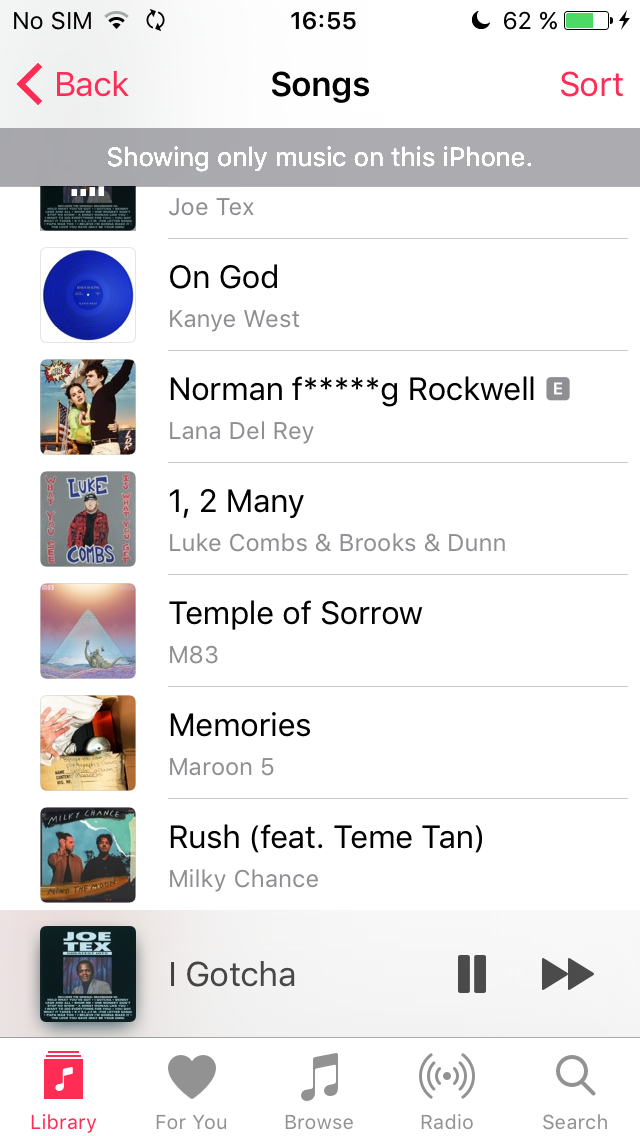 No SIM 16:55 62 %
Back Songs Sort
Showing only music on this iPhone.
Joe Tex
On God
Kanye West
Norman f*****g Rockwell E
Lana Del Rey
LUKE
COMBS
1, 2 Many
Luke Combs & Brooks & Dunn
M83
Temple of Sorrow
M83
Memories
Maroon 5
MILKY CHANCE
Rush (feat. Teme Tan)
Milky Chance
JOE
TEX
GREATEST HITS
I Gotcha
Library For You Browse Radio Search